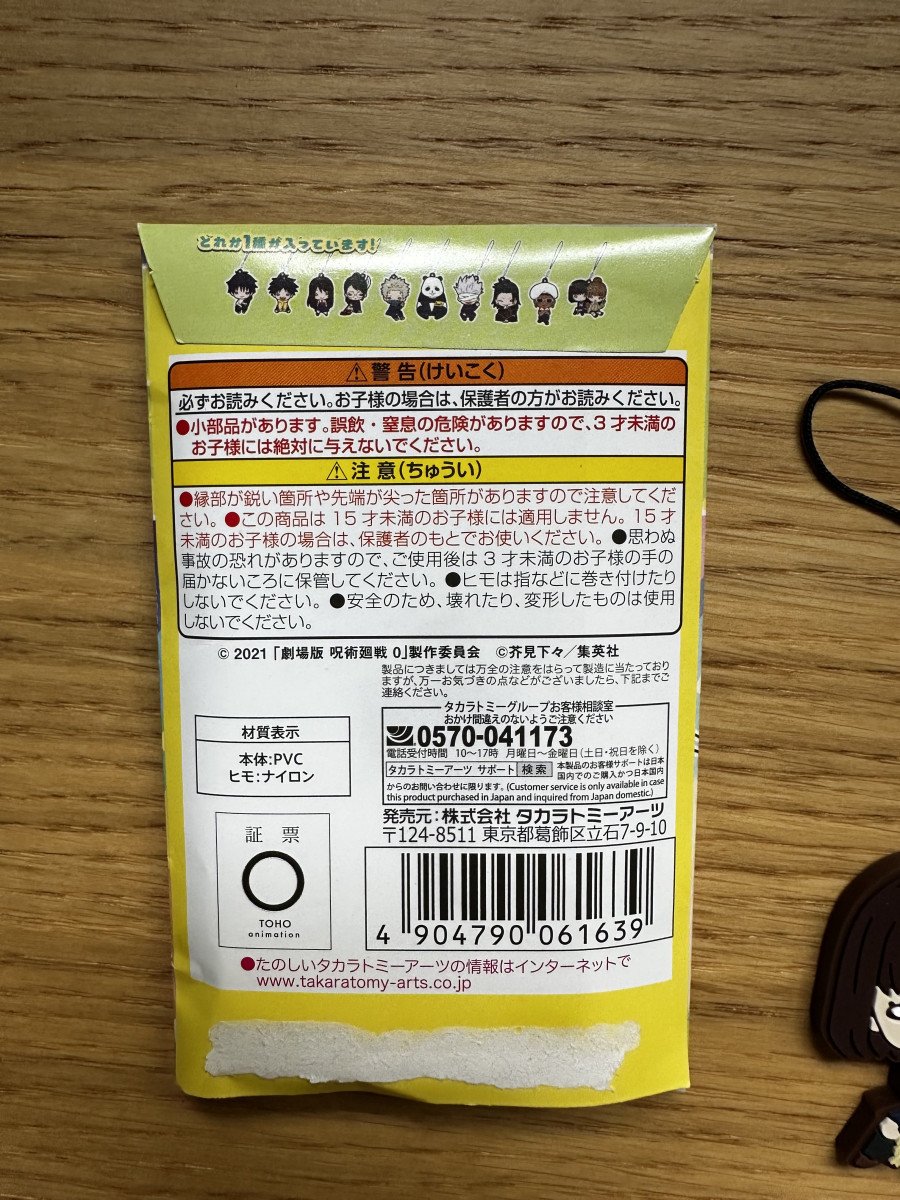 どれか1種が入っています!
⚠警告(けいこく)
必ずお読みください。お子様の場合は、保護者の方がお読みください。
●小部品があります。誤飲・窒息の危険がありますので、3才未満の
お子様には絶対に与えないでください。
⚠注意(ちゅうい)
●縁部が鋭い箇所や先端が尖った箇所がありますので注意してくだ
さい。●この商品は15才未満のお子様には適用しません。15才
未満のお子様の場合は、保護者のもとでお使いください。●思わぬ
事故の恐れがありますので、ご使用後は3才未満のお子様の手の
届かないころに保管してください。●ヒモは指などに巻き付けたり
しないでください。●安全のため、壊れたり、変形したものは使用
しないでください。
© 2021「劇場版 呪術廻戦 0」製作委員会 ©芥見下々/集英社
製品につきましては万全の注意をはらって製造に当たっており
ますが、万一お気づきの点などがございましたら、下記までご
連絡ください。
タカラトミーグループお客様相談室
おかけ間違えのないようご注意ください
0570-041173
電話受付時間 10〜17時 月曜日〜金曜日(土日・祝日を除く)
タカラトミーアーツ サポート 検索 本製品のお客様サポートは日本
国内でのご購入かつ日本国内
からのお問い合わせに限ります。(Customer service is only available in case
this product purchased in Japan and inquired from Japan domestic.)
発売元:株式会社 タカラトミーアーツ
〒124-8511 東京都葛飾区立石7-9-10
材質表示
本体:PVC
ヒモ:ナイロン
証票
TOHO
animation
4 904790 061639
●たのしいタカラトミーアーツの情報はインターネットで
www.takaratomy-arts.co.jp